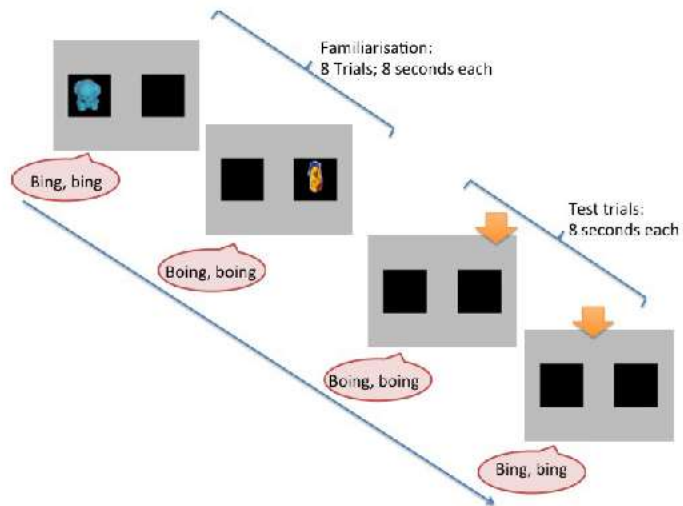 Familiarisation:
8 Trials; 8 seconds each
Bing, bing
Boing, boing
Test trials:
8 seconds each
Boing, boing
Bing, bing